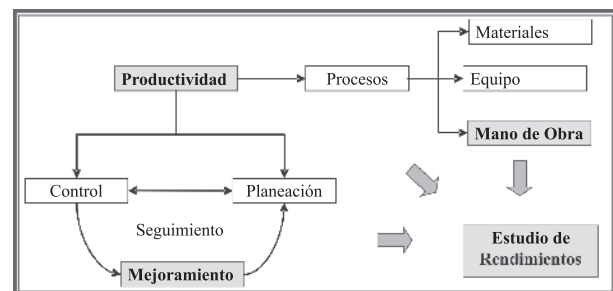 Materiales
Productividad
Procesos
Equipo
Mano de Obra
Control
Planeación
Seguimiento
Mejoramiento
Estudio de
Rendimientos